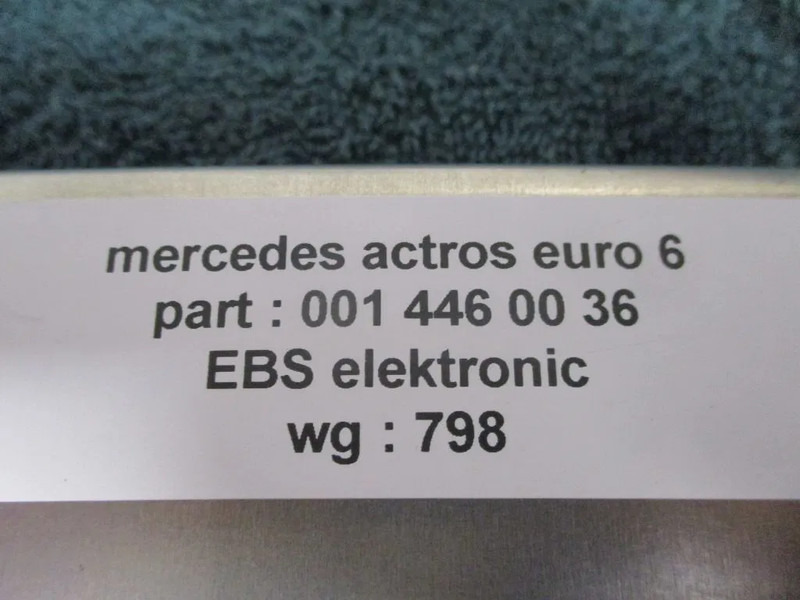 mercedes actros euro 6
part : 001 446 00 36
EBS elektronic
wg : 798